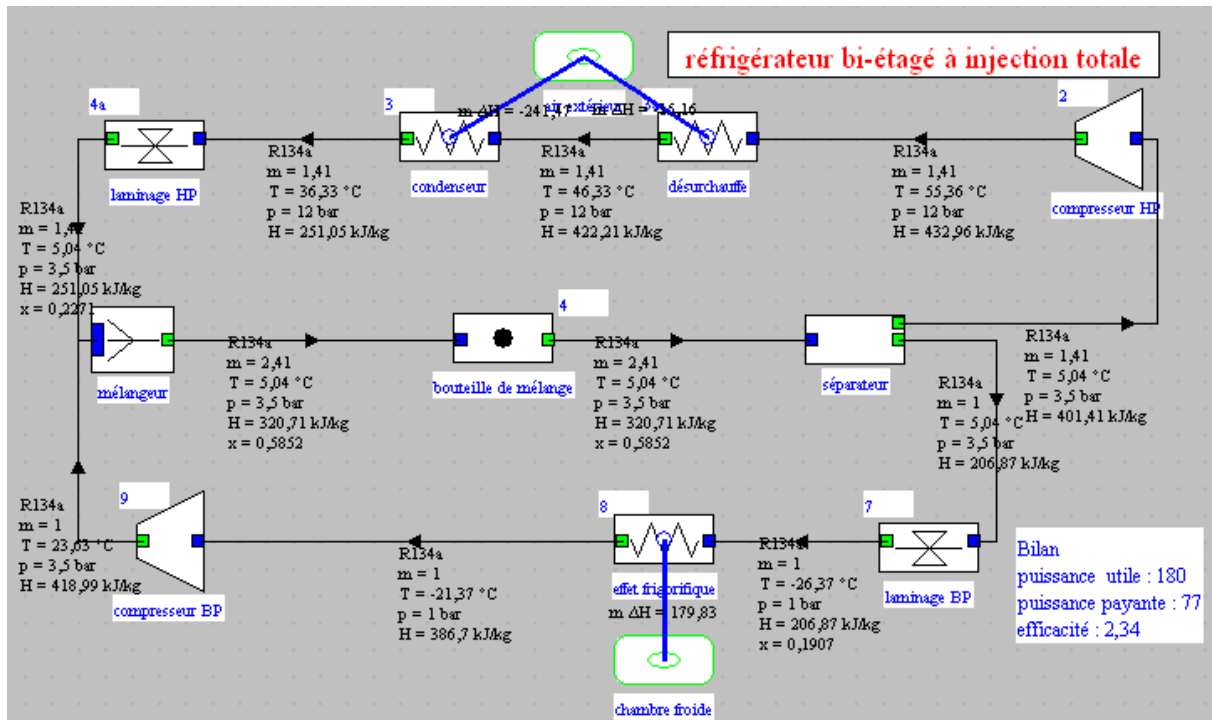 réfrigérateur bi-étagé à injection totale
air extérieur
m ΔH = -241,47
m ΔH = -15,16
4a
3
2
laminage HP
condenseur
désurchauffe
compresseur HP
R134a
m = 1,41
T = 36,33 °C
p = 12 bar
H = 251,05 kJ/kg
R134a
m = 1,41
T = 46,33 °C
p = 12 bar
H = 422,21 kJ/kg
R134a
m = 1,41
T = 55,36 °C
p = 12 bar
H = 432,96 kJ/kg
R134a
m = 1,4
T = 5,04 °C
p = 3,5 bar
H = 251,05 kJ/kg
x = 0,2271
mélangeur
R134a
m = 2,41
T = 5,04 °C
p = 3,5 bar
H = 320,71 kJ/kg
x = 0,5852
4
bouteille de mélange
R134a
m = 2,41
T = 5,04 °C
p = 3,5 bar
H = 320,71 kJ/kg
x = 0,5852
séparateur
R134a
m = 1,41
T = 5,04 °C
p = 3,5 bar
H = 401,41 kJ/kg
R134a
m = 1
T = 5,04 °C
p = 3,5 bar
H = 206,87 kJ/kg
9
R134a
m = 1
T = 23,63 °C
p = 3,5 bar
H = 418,99 kJ/kg
compresseur BP
R134a
m = 1
T = -21,37 °C
p = 1 bar
H = 386,7 kJ/kg
8
effet frigorifique
m ΔH = 179,83
chambre froide
R134a
m = 1
T = -26,37 °C
p = 1 bar
H = 206,87 kJ/kg
x = 0,1907
7
laminage BP
Bilan
puissance utile : 180
puissance payante : 77
efficacité : 2,34